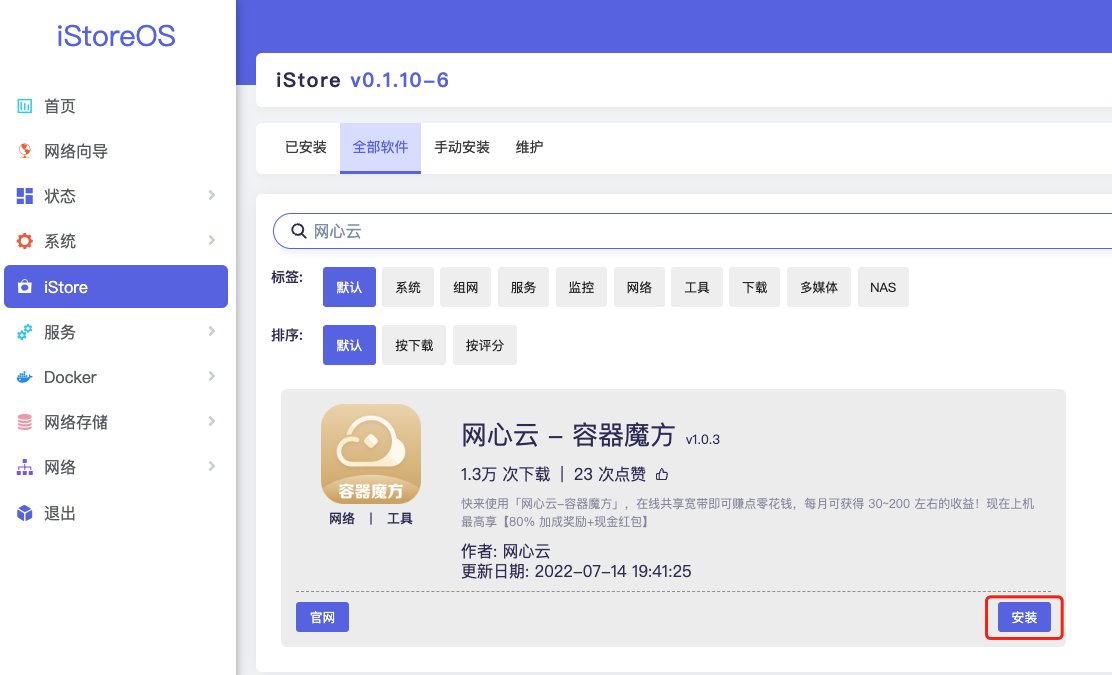 iStoreOS
首页
网络向导
状态
系统
iStore
服务
Docker
网络存储
网络
退出
iStore v0.1.10-6
已安装 全部软件 手动安装 维护
网心云
标签: 默认 系统 组网 服务 监控 网络 工具 下载 多媒体 NAS
排序: 默认 按下载 按评分
容器魔方
网络 | 工具
网心云 - 容器魔方 v1.0.3
1.3万 次下载 | 23 次点赞
快来使用「网心云-容器魔方」，在线共享宽带即可赚点零花钱，每月可获得 30~200 左右的收益！现在上机
最高享【80% 加成奖励+现金红包】
作者: 网心云
更新日期: 2022-07-14 19:41:25
官网 安装